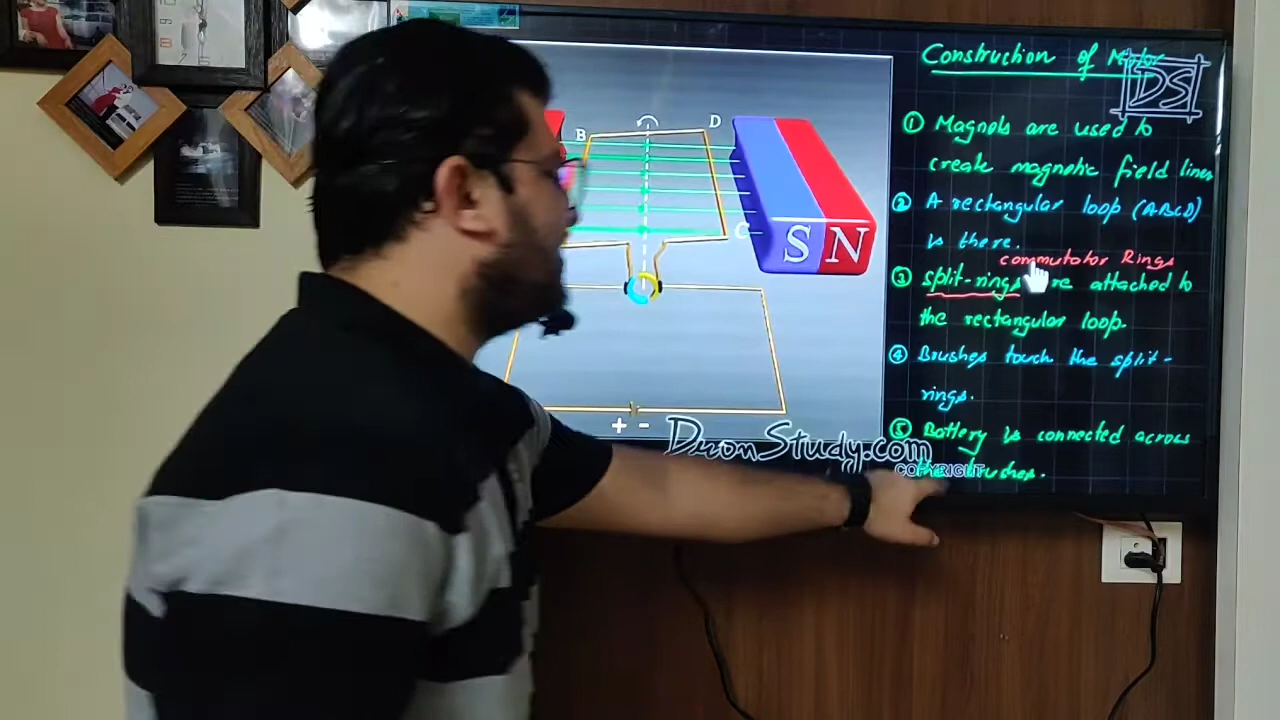 Construction of Motor
DS
① Magnets are used to
create magnetic field lines
② A rectangular loop (ABCD)
is there.
commutator Rings
③ split-rings are attached to
the rectangular loop.
④ Brushes touch the split-
rings.
⑤ Battery is connected across
the brushes.
B D
C
S N
+ -
DronStudy.com
COPYRIGHT